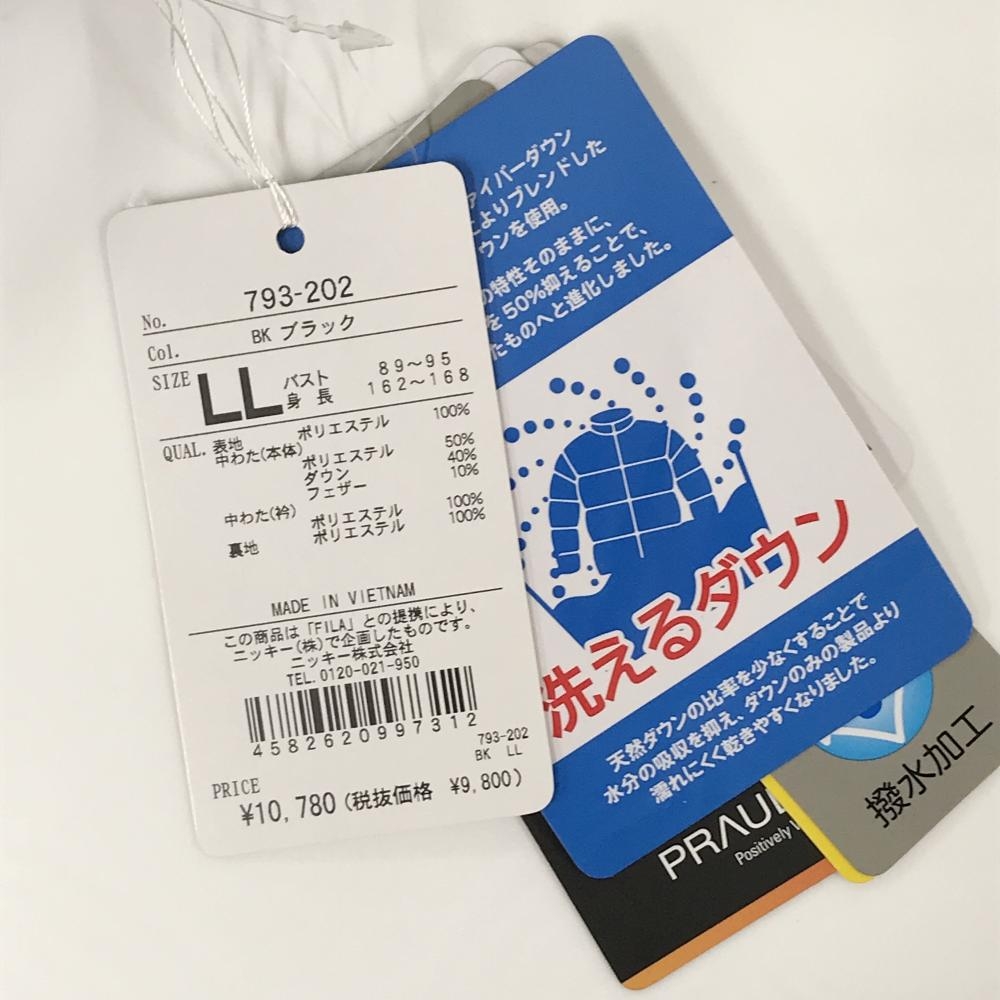 No. 793-202
Col. BK ブラック
SIZE LL バスト 89～95
身 長 162～168
QUAL. 表地 ポリエステル 100%
中わた(本体) ポリエステル 50%
ダウン 40%
フェザー 10%
中わた(衿) ポリエステル 100%
裏地 ポリエステル 100%
MADE IN VIETNAM
この商品は「FILA」との提携により、
ニッキー(株)で企画したものです。
ニッキー株式会社
TEL. 0120-021-950
4582620997312
793-202
BK LL
PRICE
¥10,780(税抜価格 ¥9,800)
イバーダウン
よりブレンドした
ウンを使用。
の特性そのままに、
を50%抑えることで、
たものへと進化しました。
洗えるダウン
天然ダウンの比率を少なくすることで
水分の吸収を抑え、ダウンのみの製品より
濡れにくく乾きやすくなりました。
撥水加工
PRAU
Positively